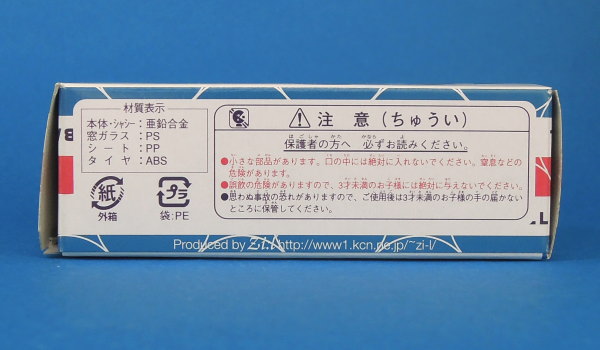 材質表示
本体・シャシー：亜鉛合金
窓ガラス：PS
シート：PP
タイヤ：ABS
紙
外箱
プラ
袋:PE
注意（ちゅうい）
保護者の方へ 必ずお読みください。
●小さな部品があります。口の中には絶対に入れないでください。窒息などの
危険があります。
●誤飲の危険がありますので、3才未満のお子様には絶対に与えないでください。
●思わぬ事故の恐れがありますので、ご使用後は3才未満のお子様の手の届かない
ところに保管してください。
Produced by Z.i.l http://www1.kcn.ne.jp/~zi-l/